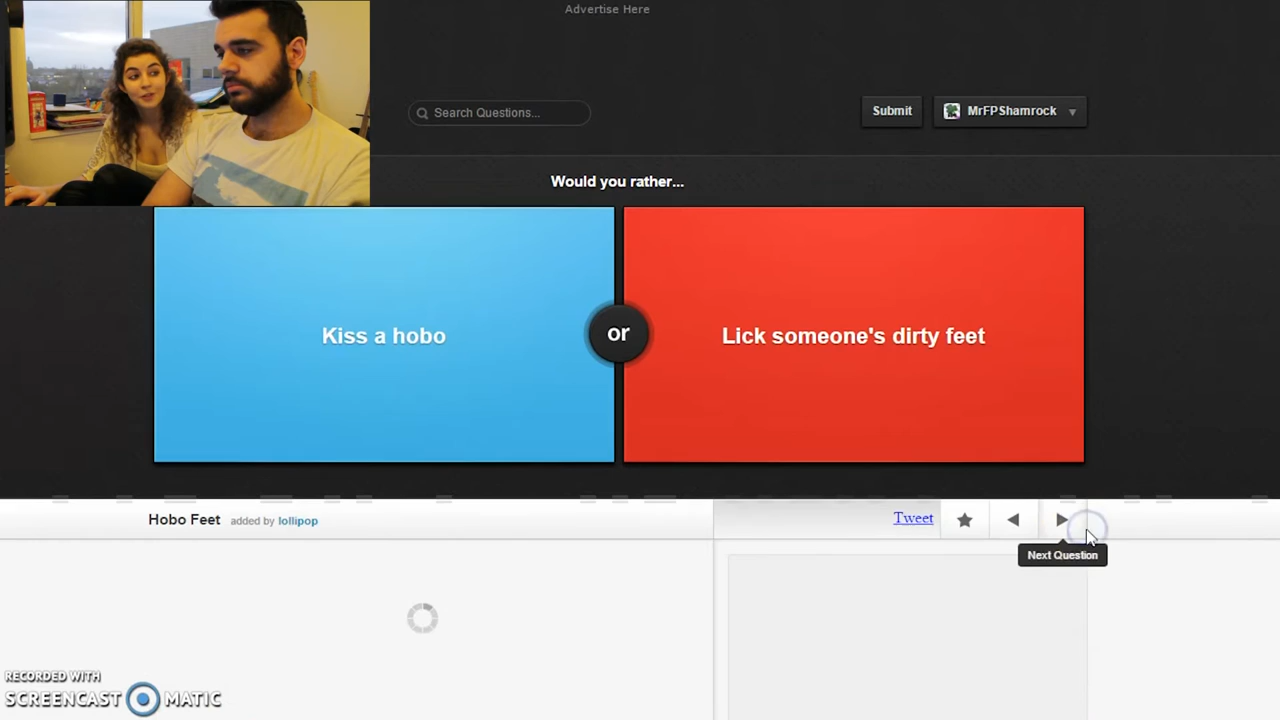 Advertise Here
Search Questions...
Submit
MrFPShamrock
Would you rather...
Kiss a hobo
or
Lick someone's dirty feet
Hobo Feet added by lollipop
Tweet
Next Question
RECORDED WITH
SCREENCAST MATIC